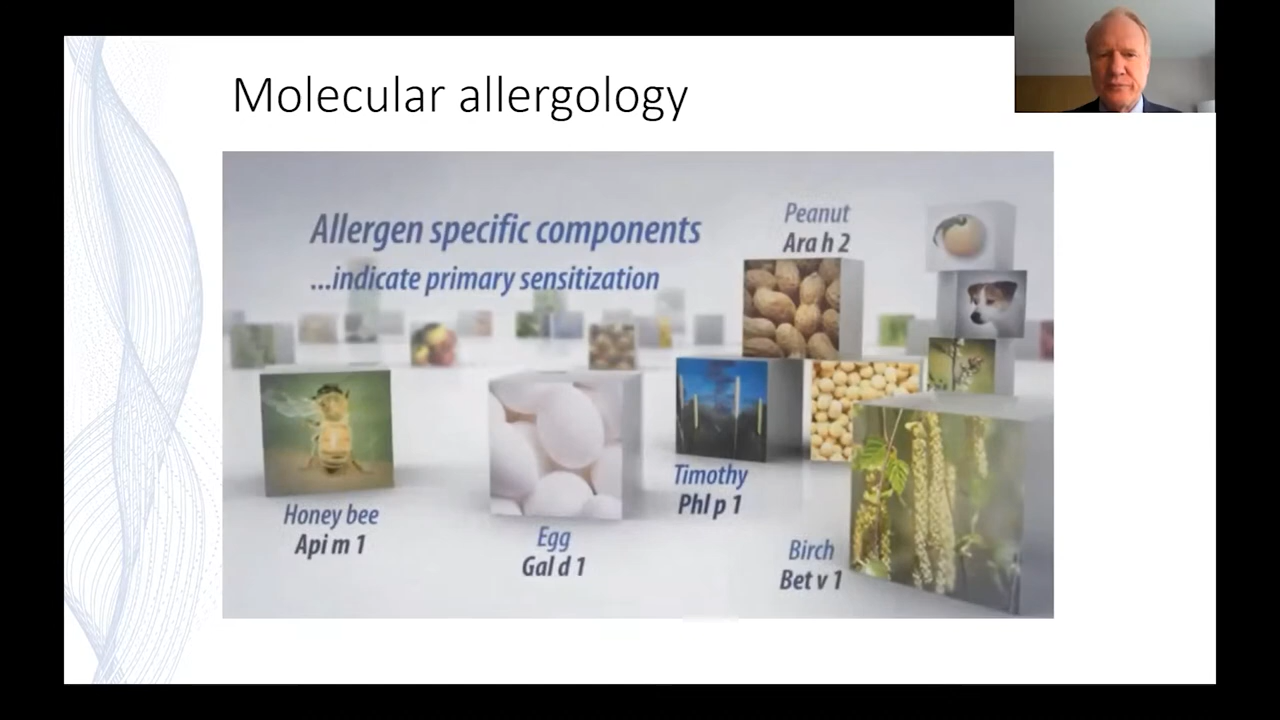 Molecular allergology
Allergen specific components
...indicate primary sensitization
Peanut
Ara h 2
Timothy
Phl p 1
Honey bee
Api m 1
Egg
Gal d 1
Birch
Bet v 1